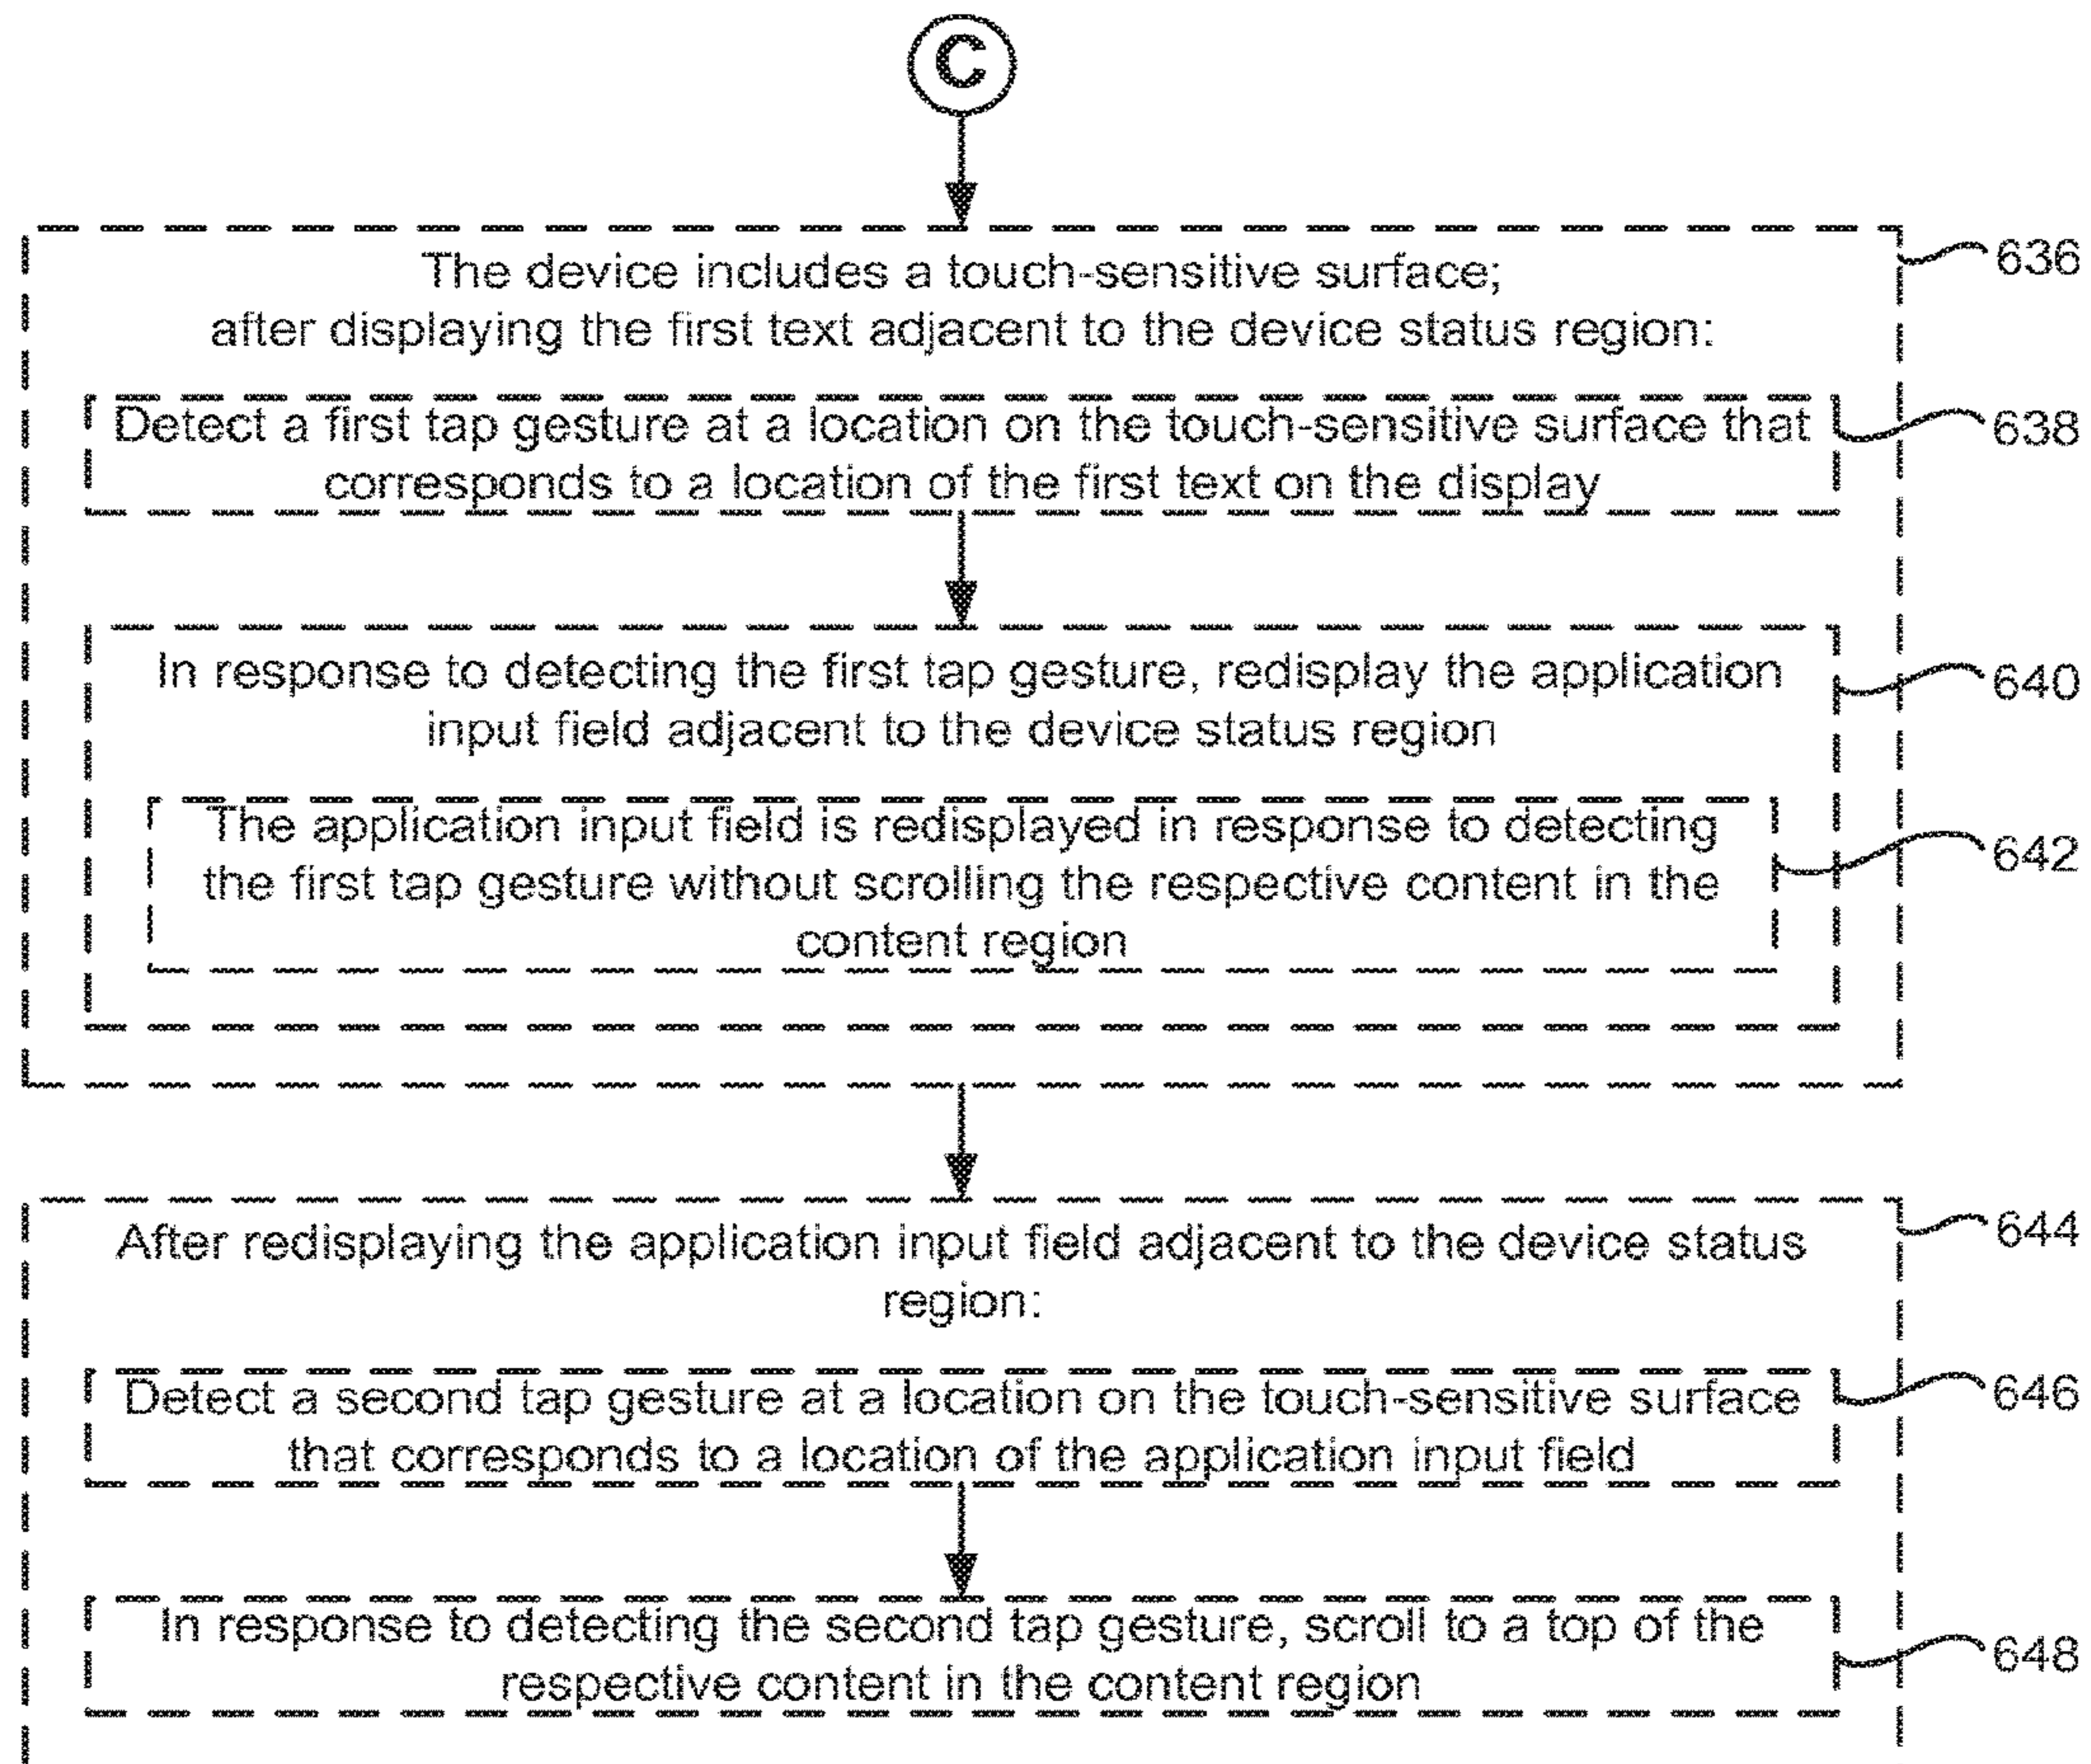 C
The device includes a touch-sensitive surface;
636
after displaying the first text adjacent to the device status region:
Detect a first tap gesture at a location on the touch-sensitive surface that
638
corresponds to a location of the first text on the display
In response to detecting the first tap gesture, redisplay the application
640
input field adjacent to the device status region
The application input field is redisplayed in response to detecting
642
the first tap gesture without scrolling the respective content in the
content region
After redisplaying the application input field adjacent to the device status
644
region:
Detect a second tap gesture at a location on the touch-sensitive surface
646
that corresponds to a location of the application input field
In response to detecting the second tap gesture, scroll to a top of the
648
respective content in the content region